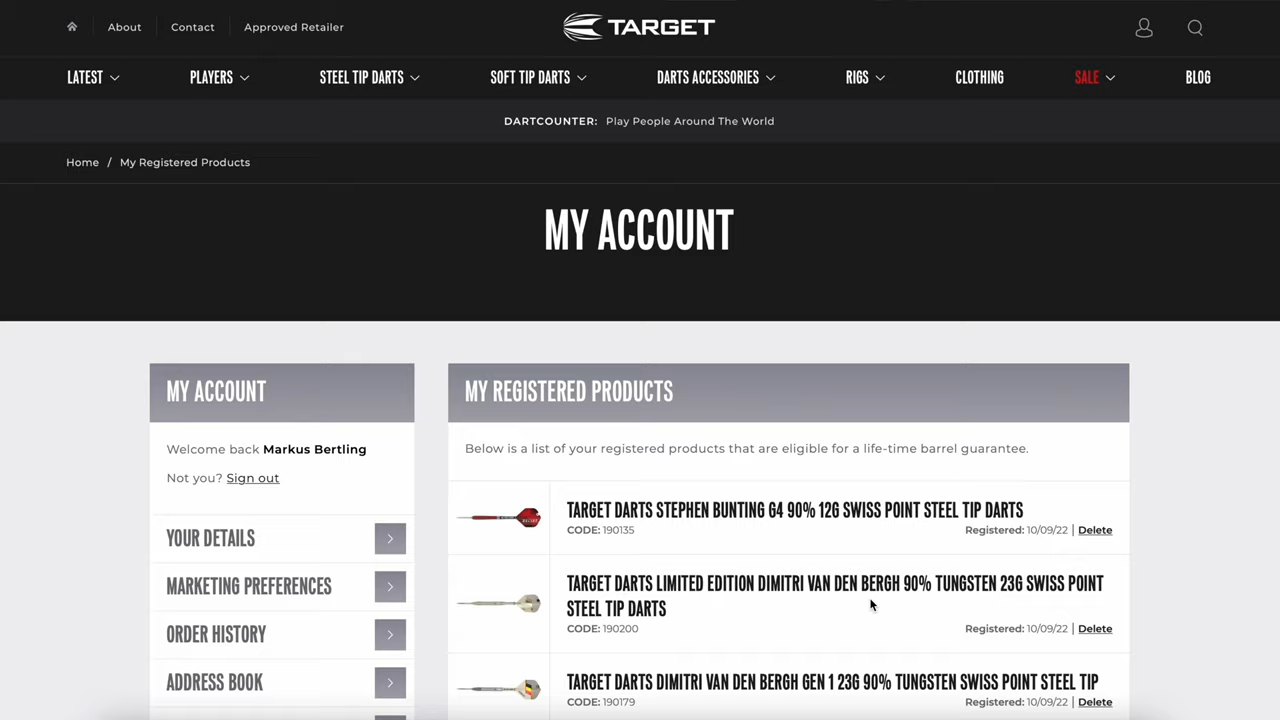 About
Contact
Approved Retailer
TARGET
LATEST
PLAYERS
STEEL TIP DARTS
SOFT TIP DARTS
DARTS ACCESSORIES
RIGS
CLOTHING
SALE
BLOG
DARTCOUNTER: Play People Around The World
Home / My Registered Products
MY ACCOUNT
MY ACCOUNT
Welcome back Markus Bertling
Not you? Sign out
YOUR DETAILS
MARKETING PREFERENCES
ORDER HISTORY
ADDRESS BOOK
MY REGISTERED PRODUCTS
Below is a list of your registered products that are eligible for a life-time barrel guarantee.
TARGET DARTS STEPHEN BUNTING G4 90% 12G SWISS POINT STEEL TIP DARTS
CODE: 190135
Registered: 10/09/22 | Delete
TARGET DARTS LIMITED EDITION DIMITRI VAN DEN BERGH 90% TUNGSTEN 23G SWISS POINT
STEEL TIP DARTS
CODE: 190200
Registered: 10/09/22 | Delete
TARGET DARTS DIMITRI VAN DEN BERGH GEN 1 23G 90% TUNGSTEN SWISS POINT STEEL TIP
CODE: 190179
Registered: 10/09/22 | Delete